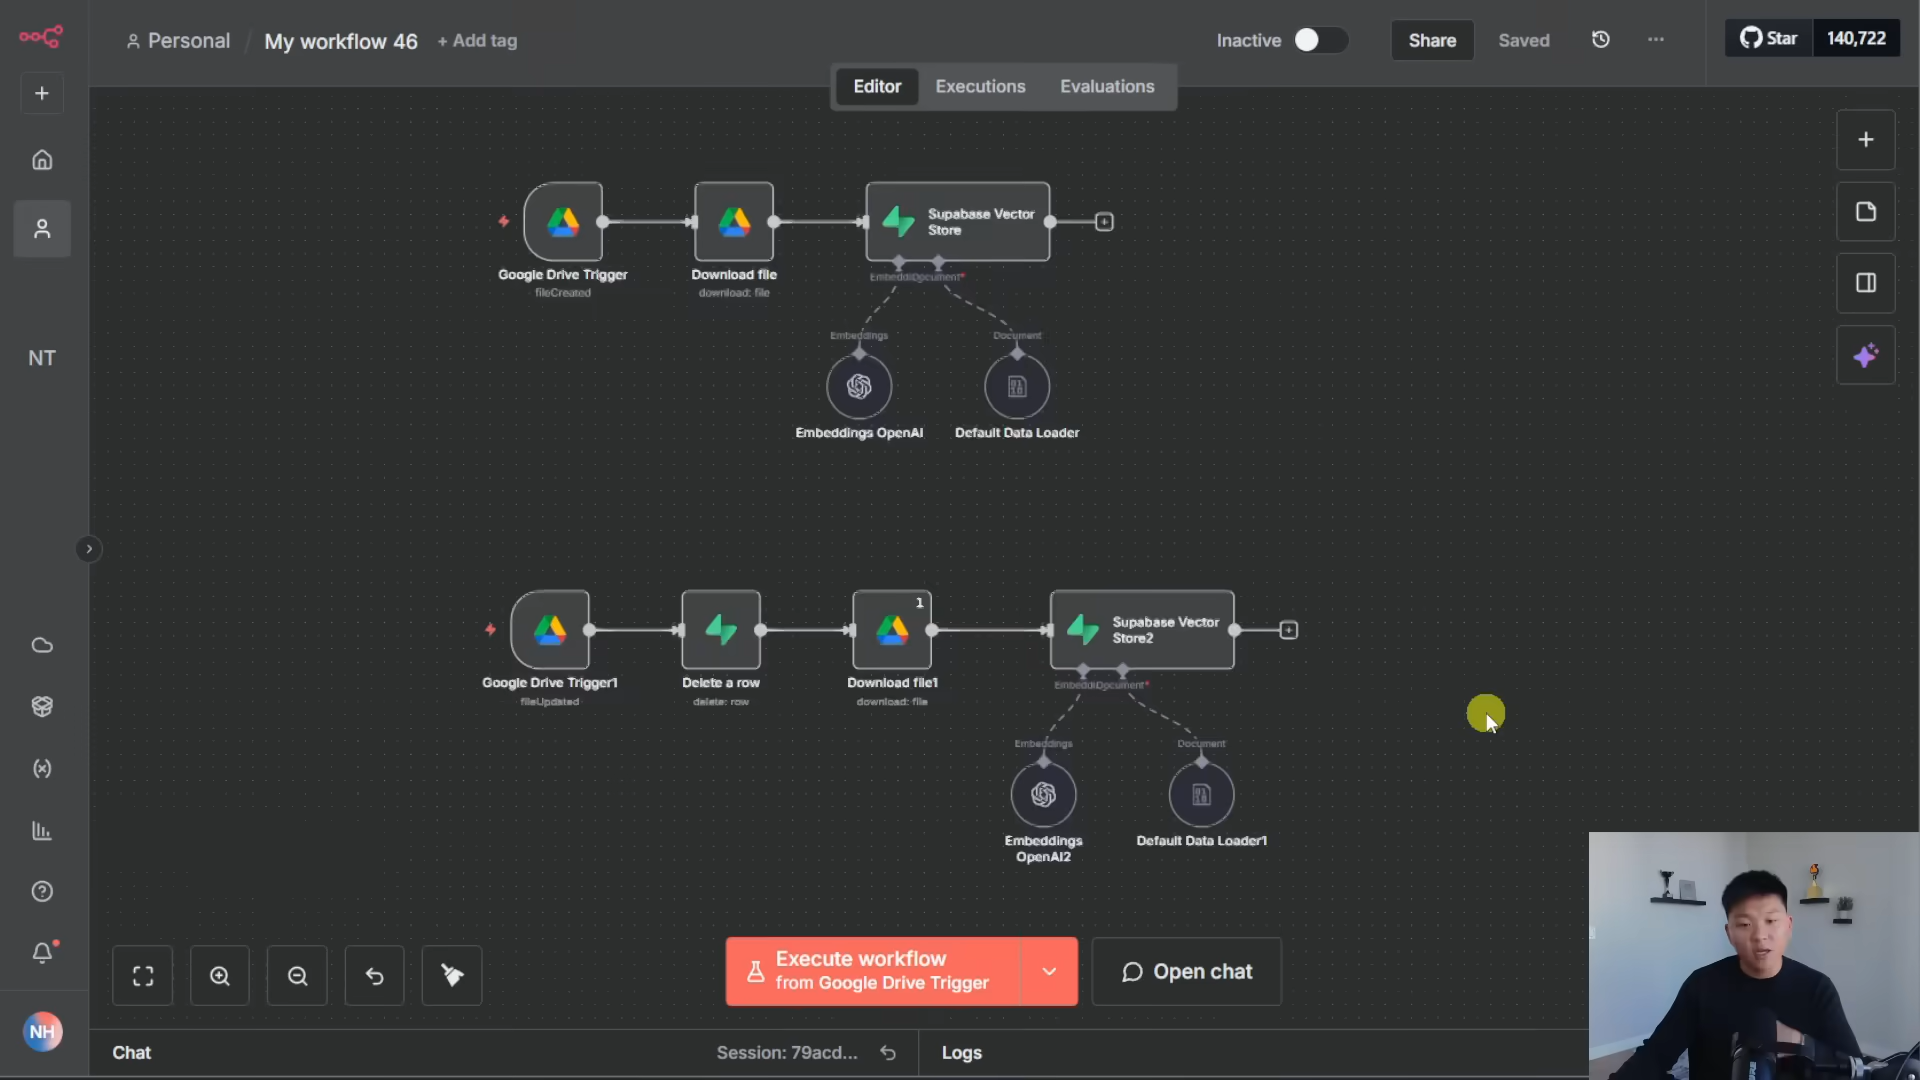 Personal / My workflow 46 + Add tag
Inactive
Share
Saved
Star 140,722
Editor Executions Evaluations
Supabase Vector
Store
Google Drive Trigger
fileCreated
Download file
download: file
Document*
Embeddings
Document
Embeddings OpenAI
Default Data Loader
NT
1
Supabase Vector
Store2
Google Drive Trigger1
fileUpdated
Delete a row
delete: row
Download file1
download: file
Document*
Embeddings
Document
Embeddings
OpenAI2
Default Data Loader1
Execute workflow
from Google Drive Trigger
Open chat
NH
Chat
Session: 79acd...
Logs